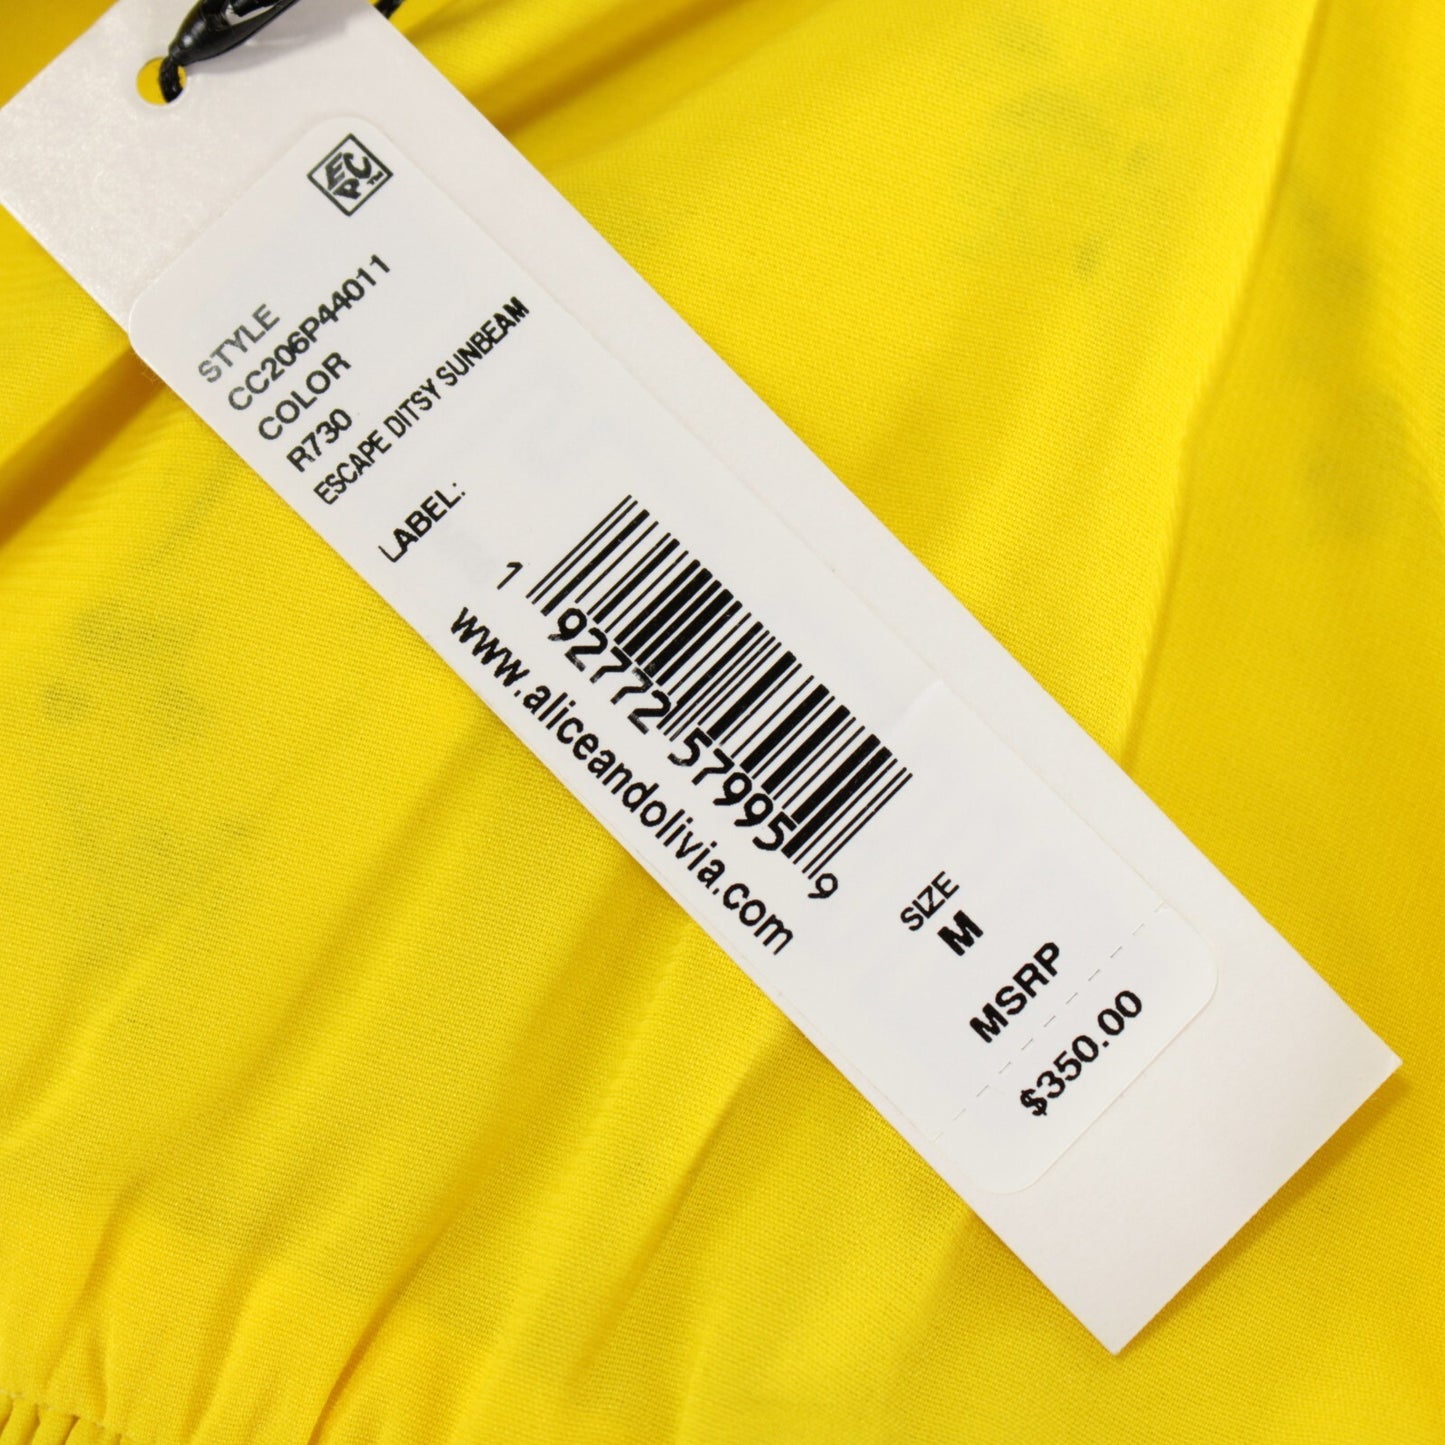 EPC™
STYLE
CC206P44011
COLOR
R730
ESCAPE DITSY SUNBEAM
LABEL:
1 92772 57995 9
www.aliceandolivia.com
SIZE
M
MSRP
$350.00